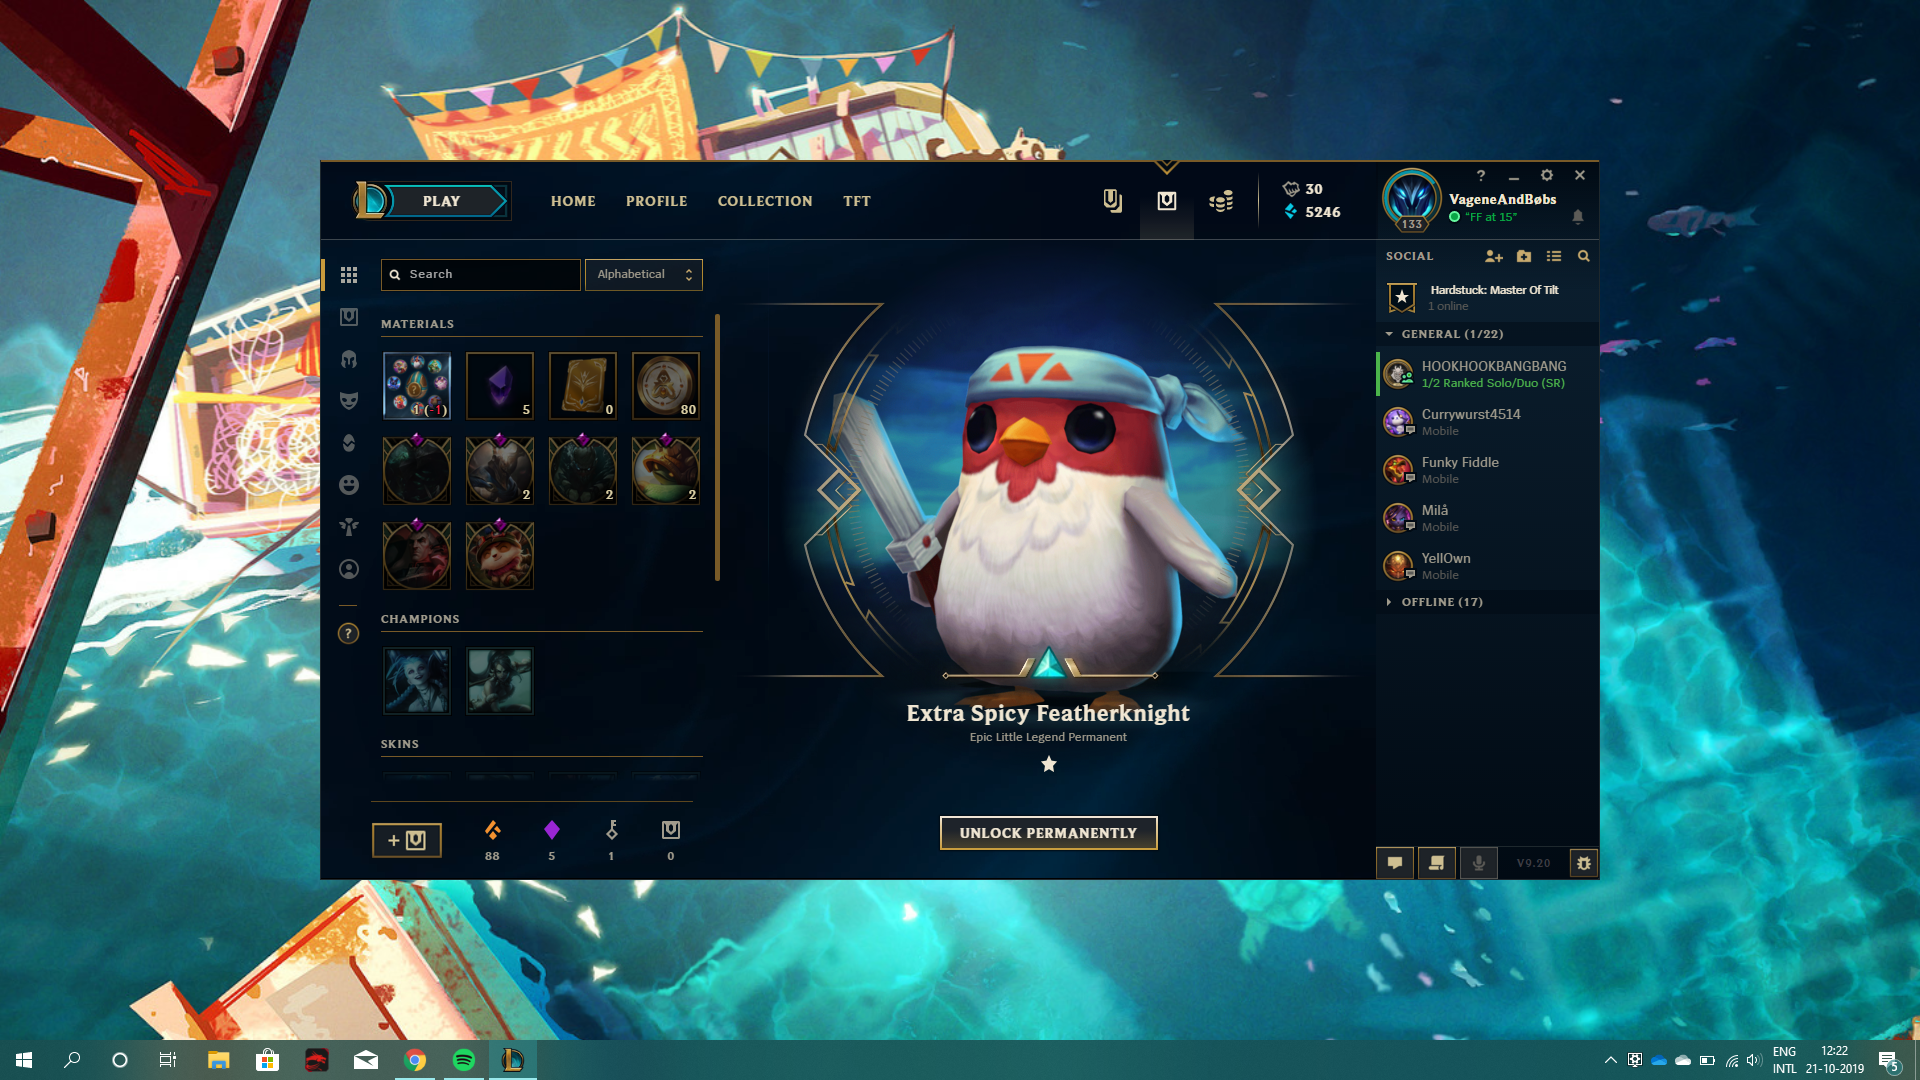 PLAY
HOME
PROFILE
COLLECTION
TFT
30
5246
133
VageneAndBøbs
"FF at 15"
?
Search
Alphabetical
MATERIALS
1 (-1)
5
0
80
2
2
2
CHAMPIONS
SKINS
?
88
5
1
0
Extra Spicy Featherknight
Epic Little Legend Permanent
UNLOCK PERMANENTLY
SOCIAL
Hardstuck: Master Of Tilt
1 online
GENERAL (1/22)
HOOKHOOKBANGBANG
1/2 Ranked Solo/Duo (SR)
Currywurst4514
Mobile
Funky Fiddle
Mobile
Milå
Mobile
YellOwn
Mobile
OFFLINE (17)
V9.20
ENG
INTL
12:22
21-10-2019
5